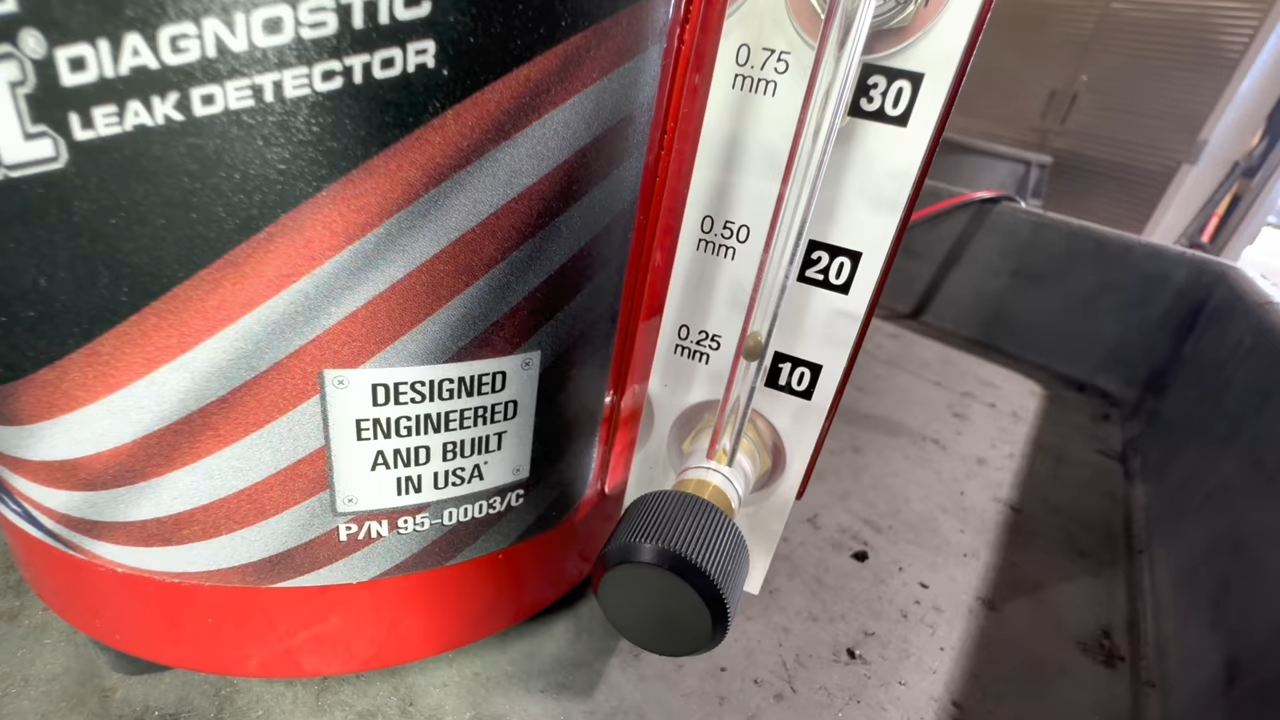 DIAGNOSTIC
LEAK DETECTOR
0.75
mm
30
0.50
mm
20
0.25
mm
10
DESIGNED
ENGINEERED
AND BUILT
IN USA*
P/N 95-0003/C